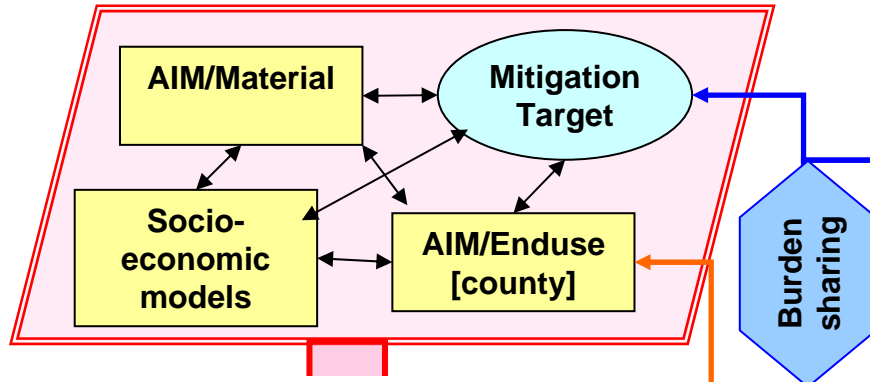 AIM/Material
Mitigation
Target
Socio-
economic
models
AIM/Enduse
[county]
Burden
sharing